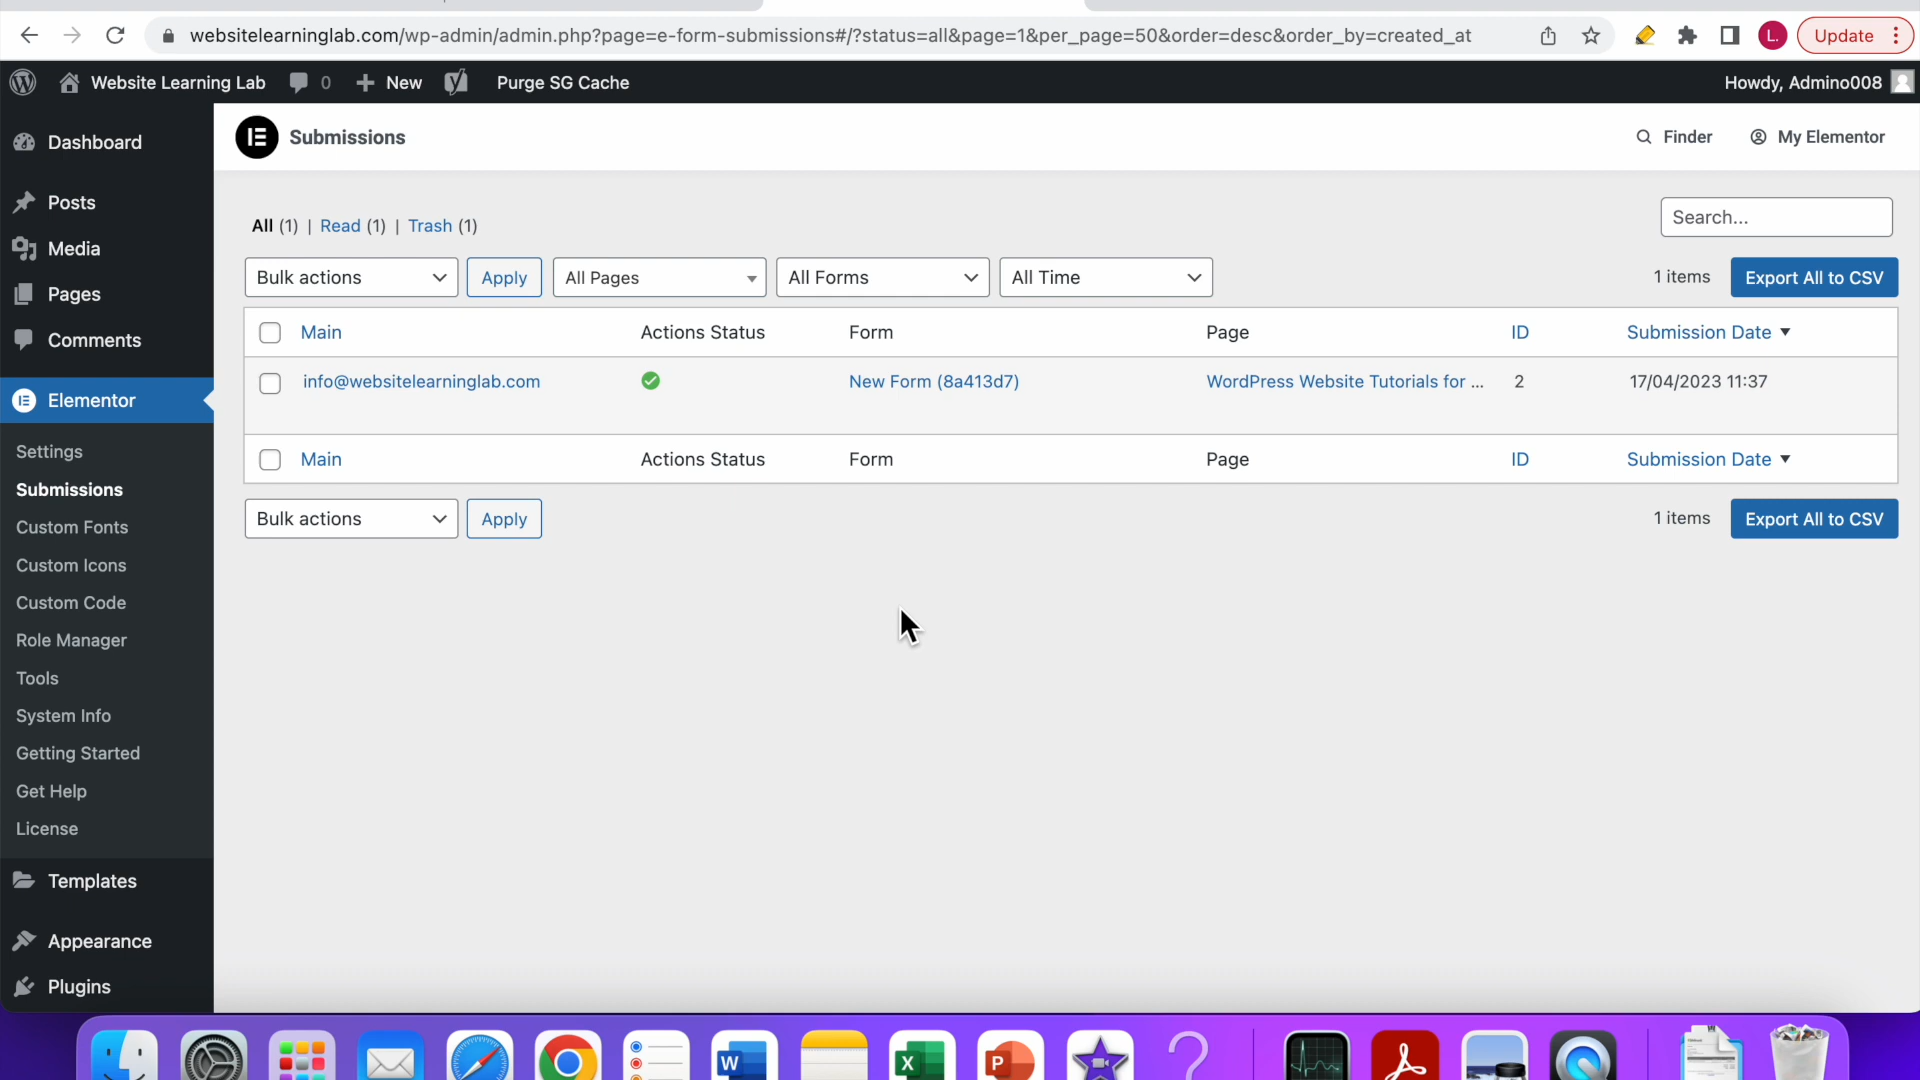 websitelearninglab.com/wp-admin/admin.php?page=e-form-submissions#/?status=all&page=1&per_page=50&order=desc&order_by=created_at L. Update
Website Learning Lab 0 New Purge SG Cache Howdy, Admino008
Submissions Finder My Elementor
Dashboard
Posts
Media
Pages
Comments
Elementor
Settings
Submissions
Custom Fonts
Custom Icons
Custom Code
Role Manager
Tools
System Info
Getting Started
Get Help
License
Templates
Appearance
Plugins
All (1) | Read (1) | Trash (1) Search...
Bulk actions Apply All Pages All Forms All Time 1 items Export All to CSV
Main Actions Status Form Page ID Submission Date
info@websitelearninglab.com New Form (8a413d7) WordPress Website Tutorials for ... 2 17/04/2023 11:37
Main Actions Status Form Page ID Submission Date
Bulk actions Apply 1 items Export All to CSV
W X P ?